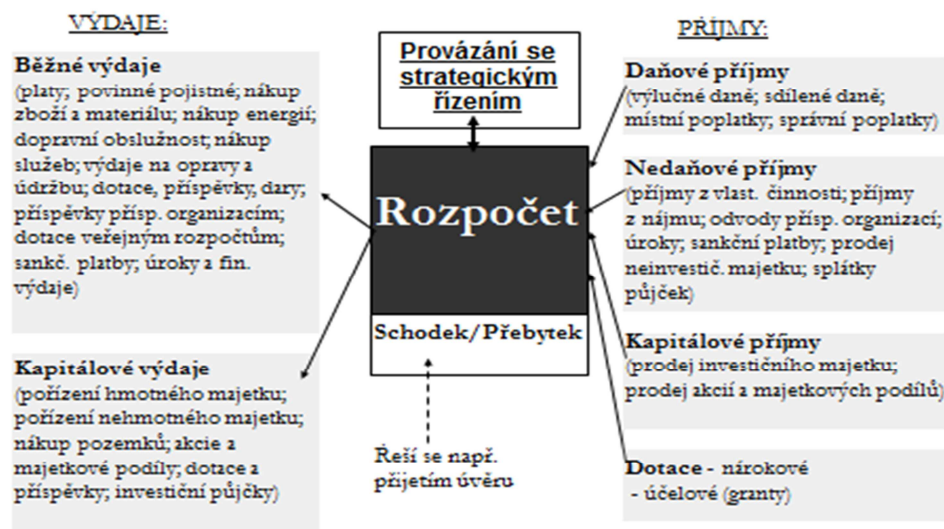 VÝDAJE:
Běžné výdaje
(platy; povinné pojistné; nákup
zboží a materiálu; nákup energií;
dopravní obslužnost; nákup
služeb; výdaje na opravy a
údržbu; dotace, příspěvky, dary;
příspěvky přísp. organizacím;
dotace veřejným rozpočtům;
sankč. platby; úroky a fin.
výdaje)
Kapitálové výdaje
(pořízení hmotného majetku;
pořízení nehmotného majetku;
nákup pozemků; akcie a
majetkové podíly; dotace a
příspěvky; investiční půjčky)
Provázání se
strategickým
řízením
Rozpočet
Schodek/Přebytek
Řeší se např.
přijetím úvěru
PŘÍJMY:
Daňové příjmy
(výlučné daně; sdílené daně;
místní poplatky; správní poplatky)
Nedaňové příjmy
(příjmy z vlast. činnosti; příjmy
z nájmu; odvody přísp. organizací;
úroky; sankční platby; prodej
neinvestič. majetku; splátky
půjček)
Kapitálové příjmy
(prodej investičního majetku;
prodej akcií a majetkových podílů)
Dotace - nárokové
- účelové (granty)